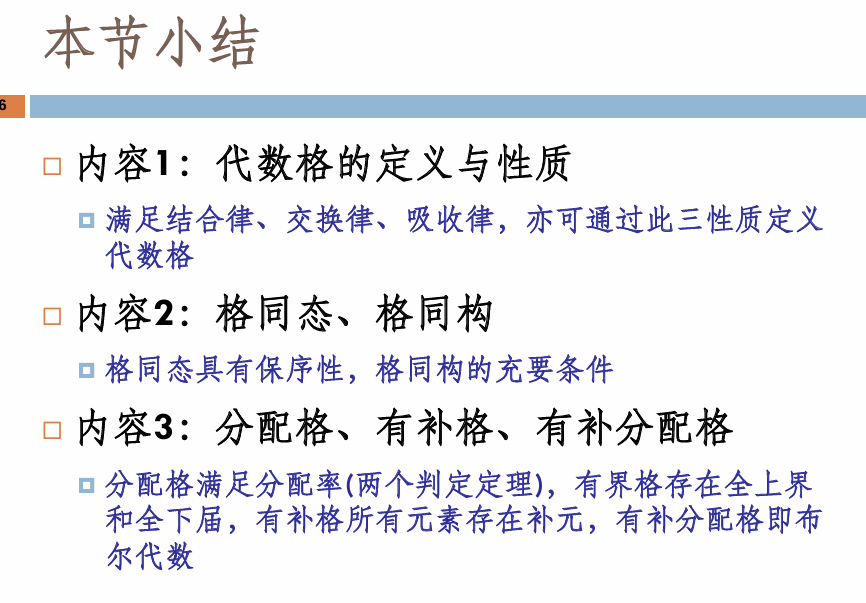 本节小结
6
内容1：代数格的定义与性质
满足结合律、交换律、吸收律，亦可通过此三性质定义
代数格
内容2：格同态、格同构
格同态具有保序性，格同构的充要条件
内容3：分配格、有补格、有补分配格
分配格满足分配率(两个判定定理)，有界格存在全上界
和全下届，有补格所有元素存在补元，有补分配格即布
尔代数